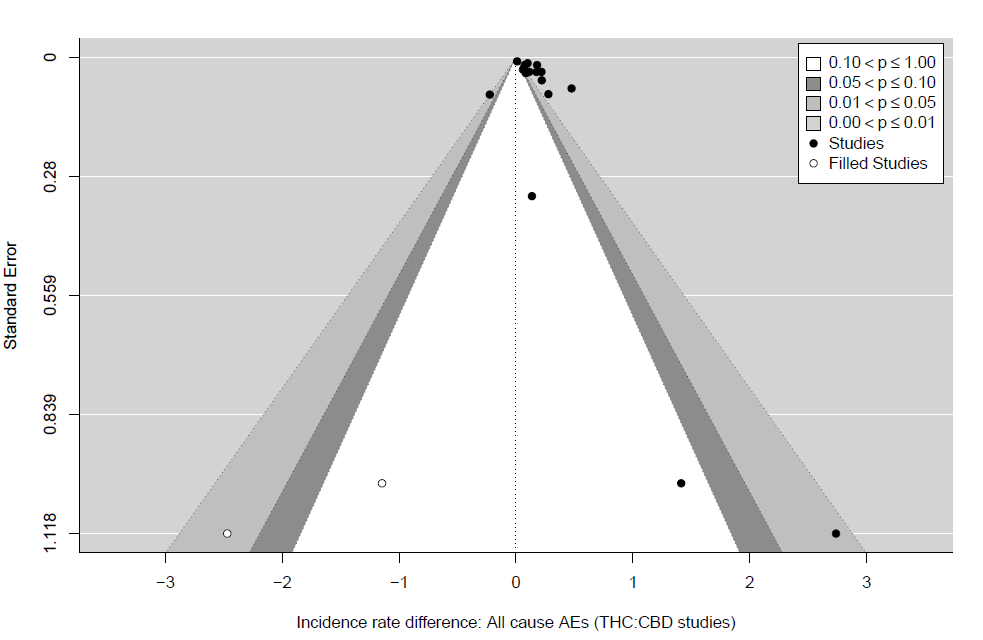 0.10 < p ≤ 1.00
0.05 < p ≤ 0.10
0.01 < p ≤ 0.05
0.00 < p ≤ 0.01
Studies
Filled Studies
Standard Error
0
0.28
0.559
0.839
1.118
−3
−2
−1
0
1
2
3
Incidence rate difference: All cause AEs (THC:CBD studies)